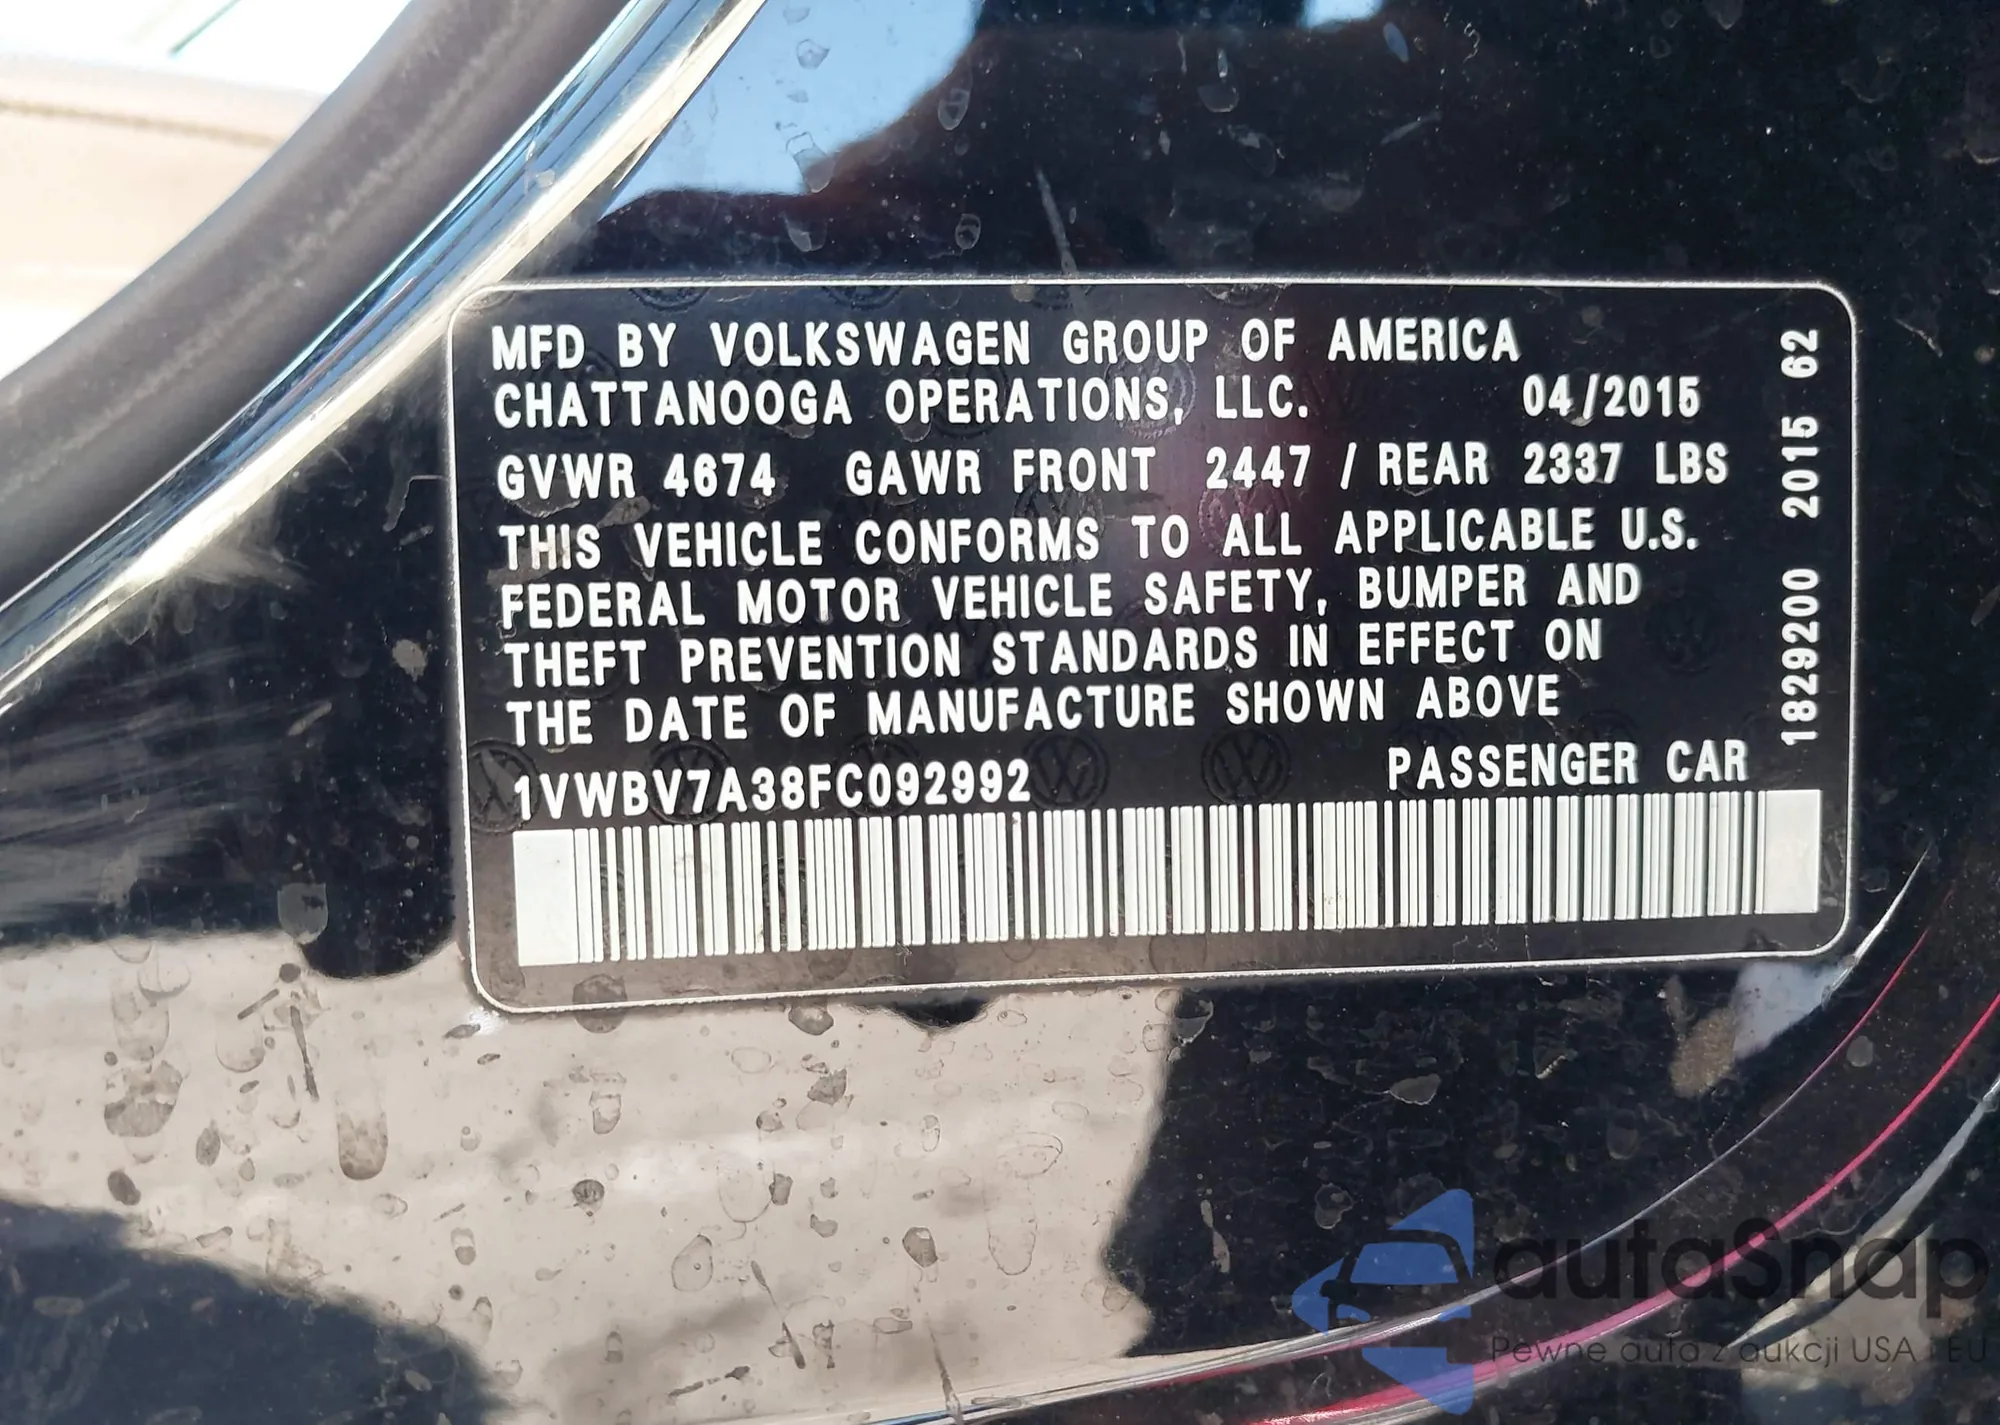 MFD BY VOLKSWAGEN GROUP OF AMERICA
CHATTANOOGA OPERATIONS, LLC. 04/2015
GVWR 4674 GAWR FRONT 2447 / REAR 2337 LBS
THIS VEHICLE CONFORMS TO ALL APPLICABLE U.S.
FEDERAL MOTOR VEHICLE SAFETY, BUMPER AND
THEFT PREVENTION STANDARDS IN EFFECT ON
THE DATE OF MANUFACTURE SHOWN ABOVE
1VWBV7A38FC092992 PASSENGER CAR
1829200 2015 62
autaSnap
Pewne auta z aukcji USA i EU